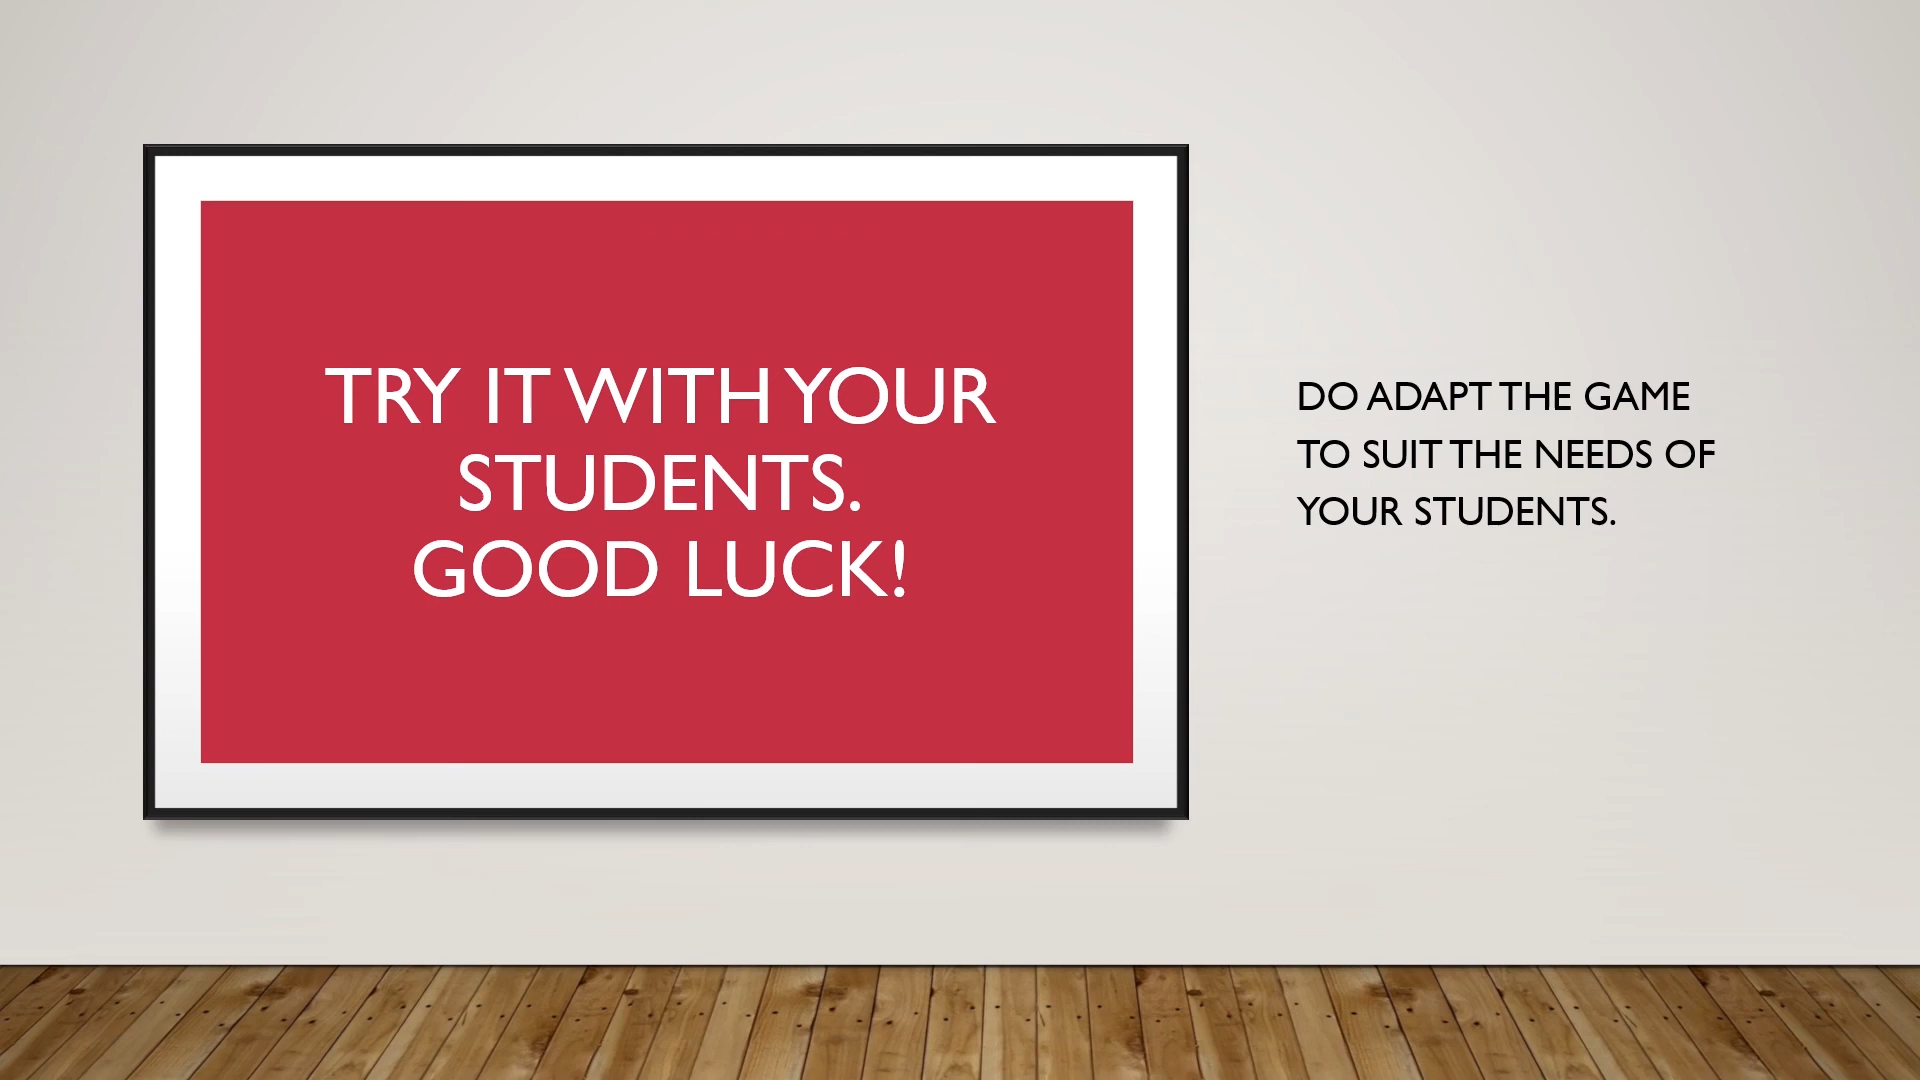 TRY IT WITH YOUR
STUDENTS.
GOOD LUCK!
DO ADAPT THE GAME
TO SUIT THE NEEDS OF
YOUR STUDENTS.